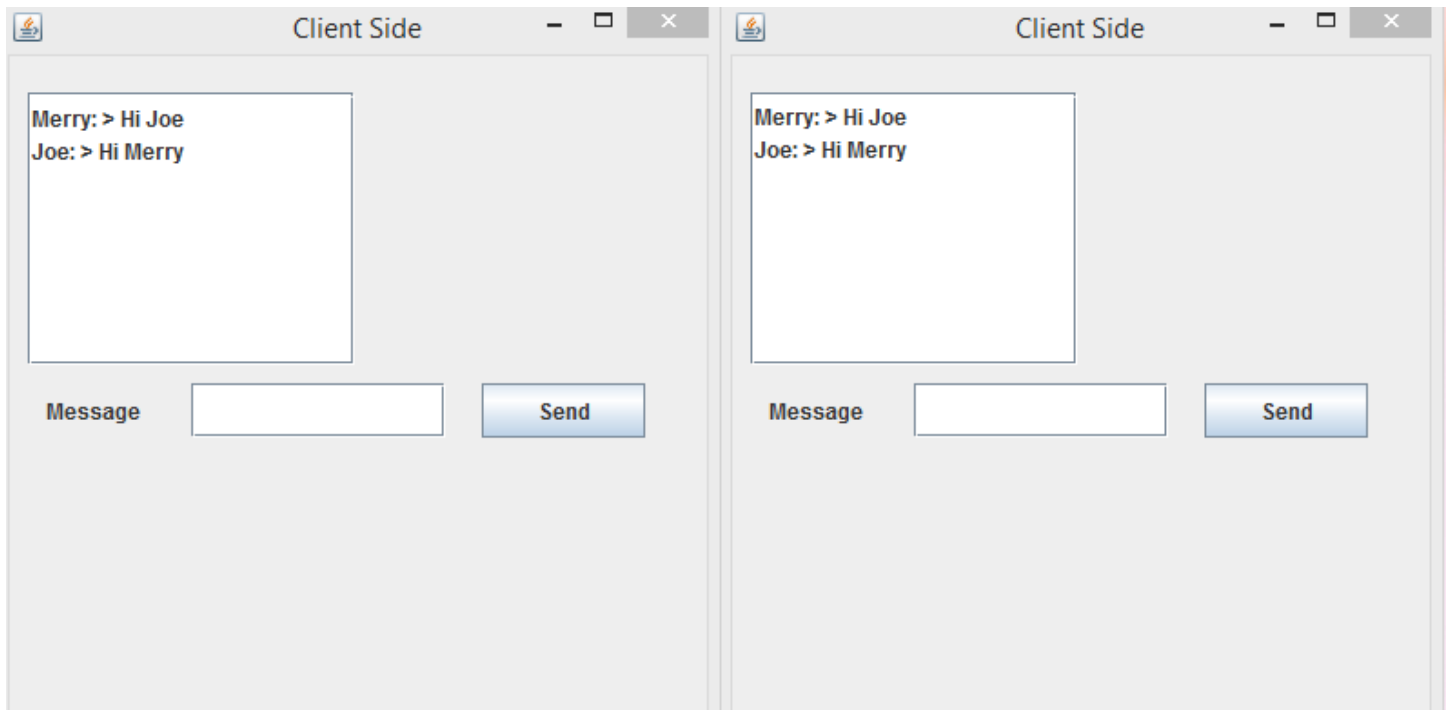 Client Side
Merry: > Hi Joe
Joe: > Hi Merry
Message
Send
Client Side
Merry: > Hi Joe
Joe: > Hi Merry
Message
Send